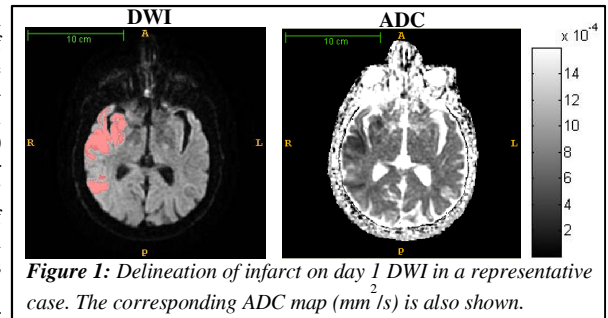 DWI
ADC
10 cm
A
10 cm
A
x 10⁻⁴
14
12
10
8
6
4
2
R
L
R
L
P
P
Figure 1: Delineation of infarct on day 1 DWI in a representative
case. The corresponding ADC map (mm²/s) is also shown.